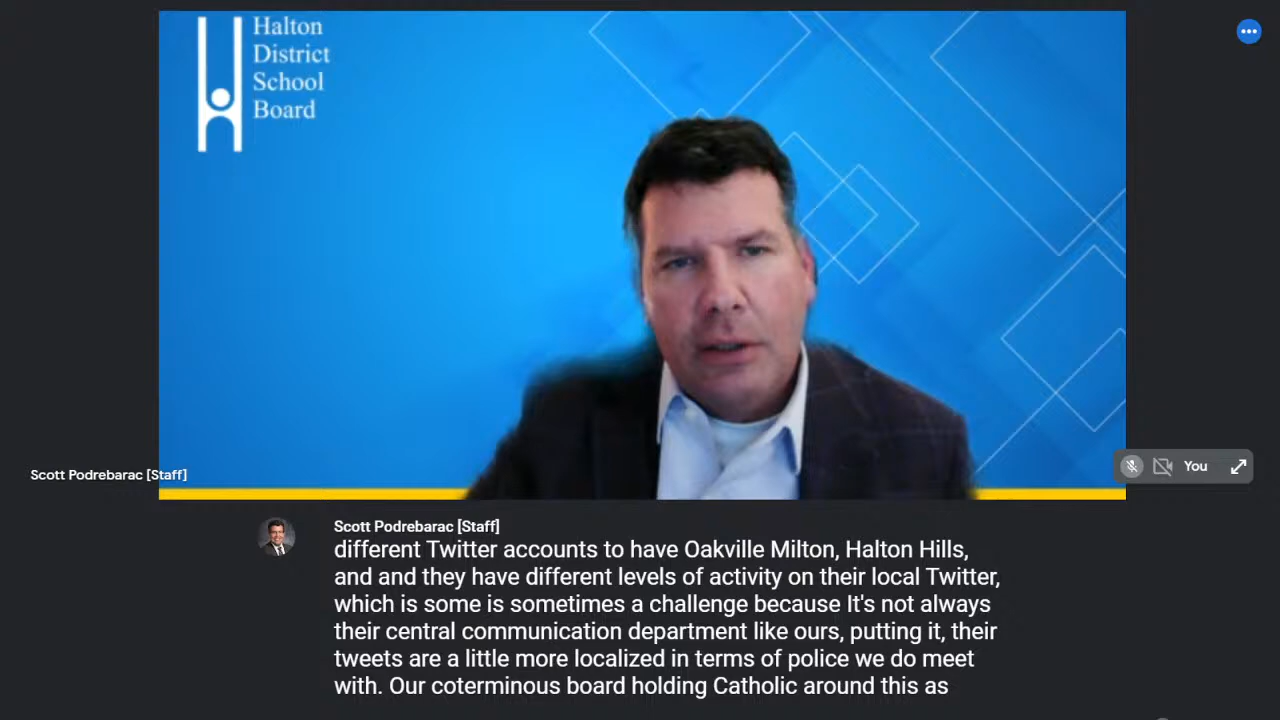 Halton
District
School
Board
Scott Podrebarac [Staff]
You
Scott Podrebarac [Staff]
different Twitter accounts to have Oakville Milton, Halton Hills,
and and they have different levels of activity on their local Twitter,
which is some is sometimes a challenge because It's not always
their central communication department like ours, putting it, their
tweets are a little more localized in terms of police we do meet
with. Our coterminous board holding Catholic around this as